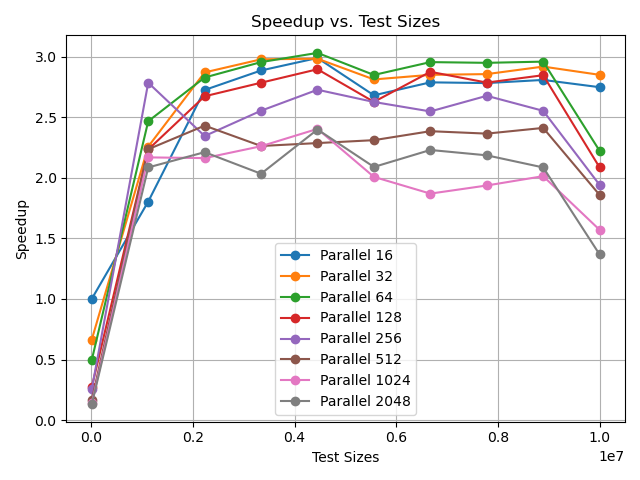 Speedup vs. Test Sizes
Speedup
3.0
2.5
2.0
1.5
1.0
0.5
0.0
Parallel 16
Parallel 32
Parallel 64
Parallel 128
Parallel 256
Parallel 512
Parallel 1024
Parallel 2048
0.0 0.2 0.4 0.6 0.8 1.0
1e7
Test Sizes